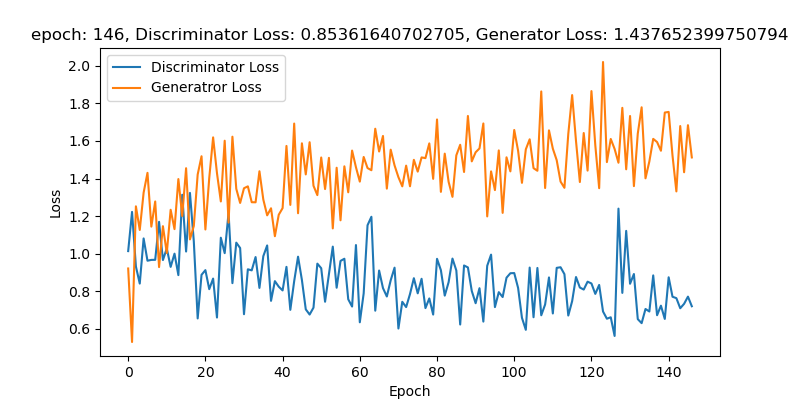 epoch: 146, Discriminator Loss: 0.85361640702705, Generator Loss: 1.437652399750794
Discriminator Loss
Generatror Loss
2.0
1.8
1.6
1.4
1.2
1.0
0.8
0.6
Loss
0 20 40 60 80 100 120 140
Epoch